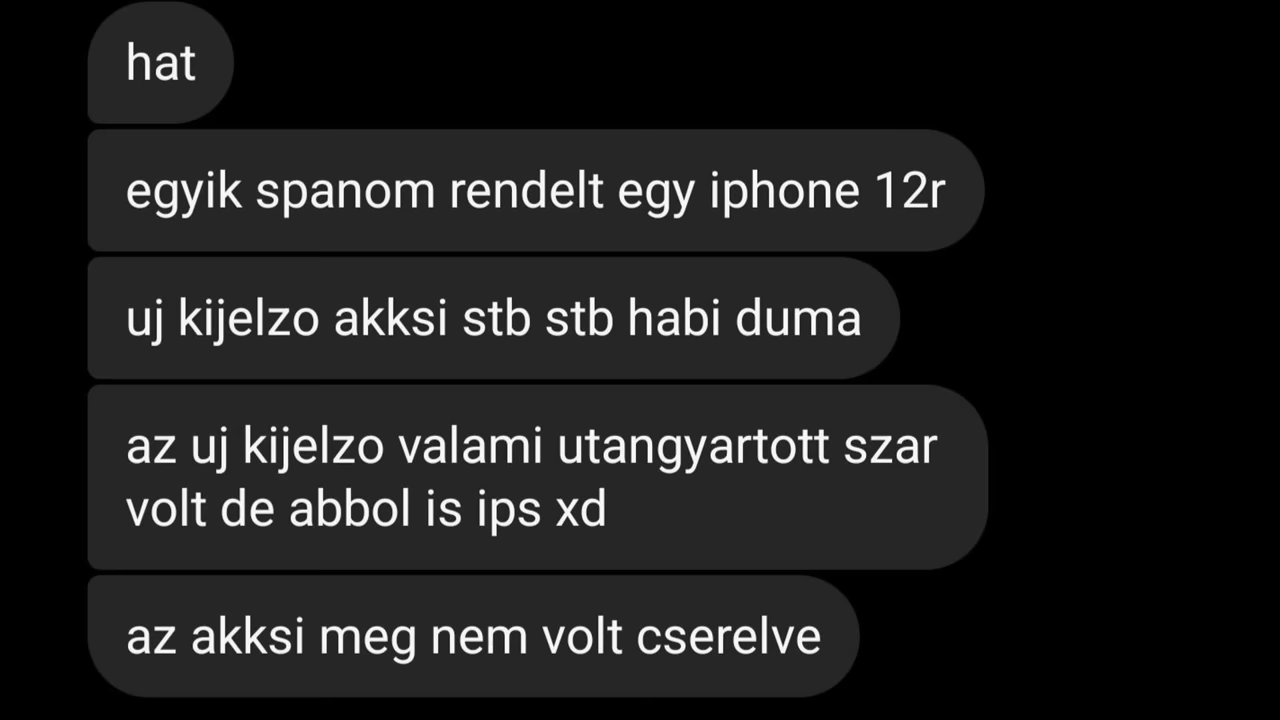 hat
egyik spanom rendelt egy iphone 12r
uj kijelzo akksi stb stb habi duma
az uj kijelzo valami utangyartott szar
volt de abbol is ips xd
az akksi meg nem volt cserelve